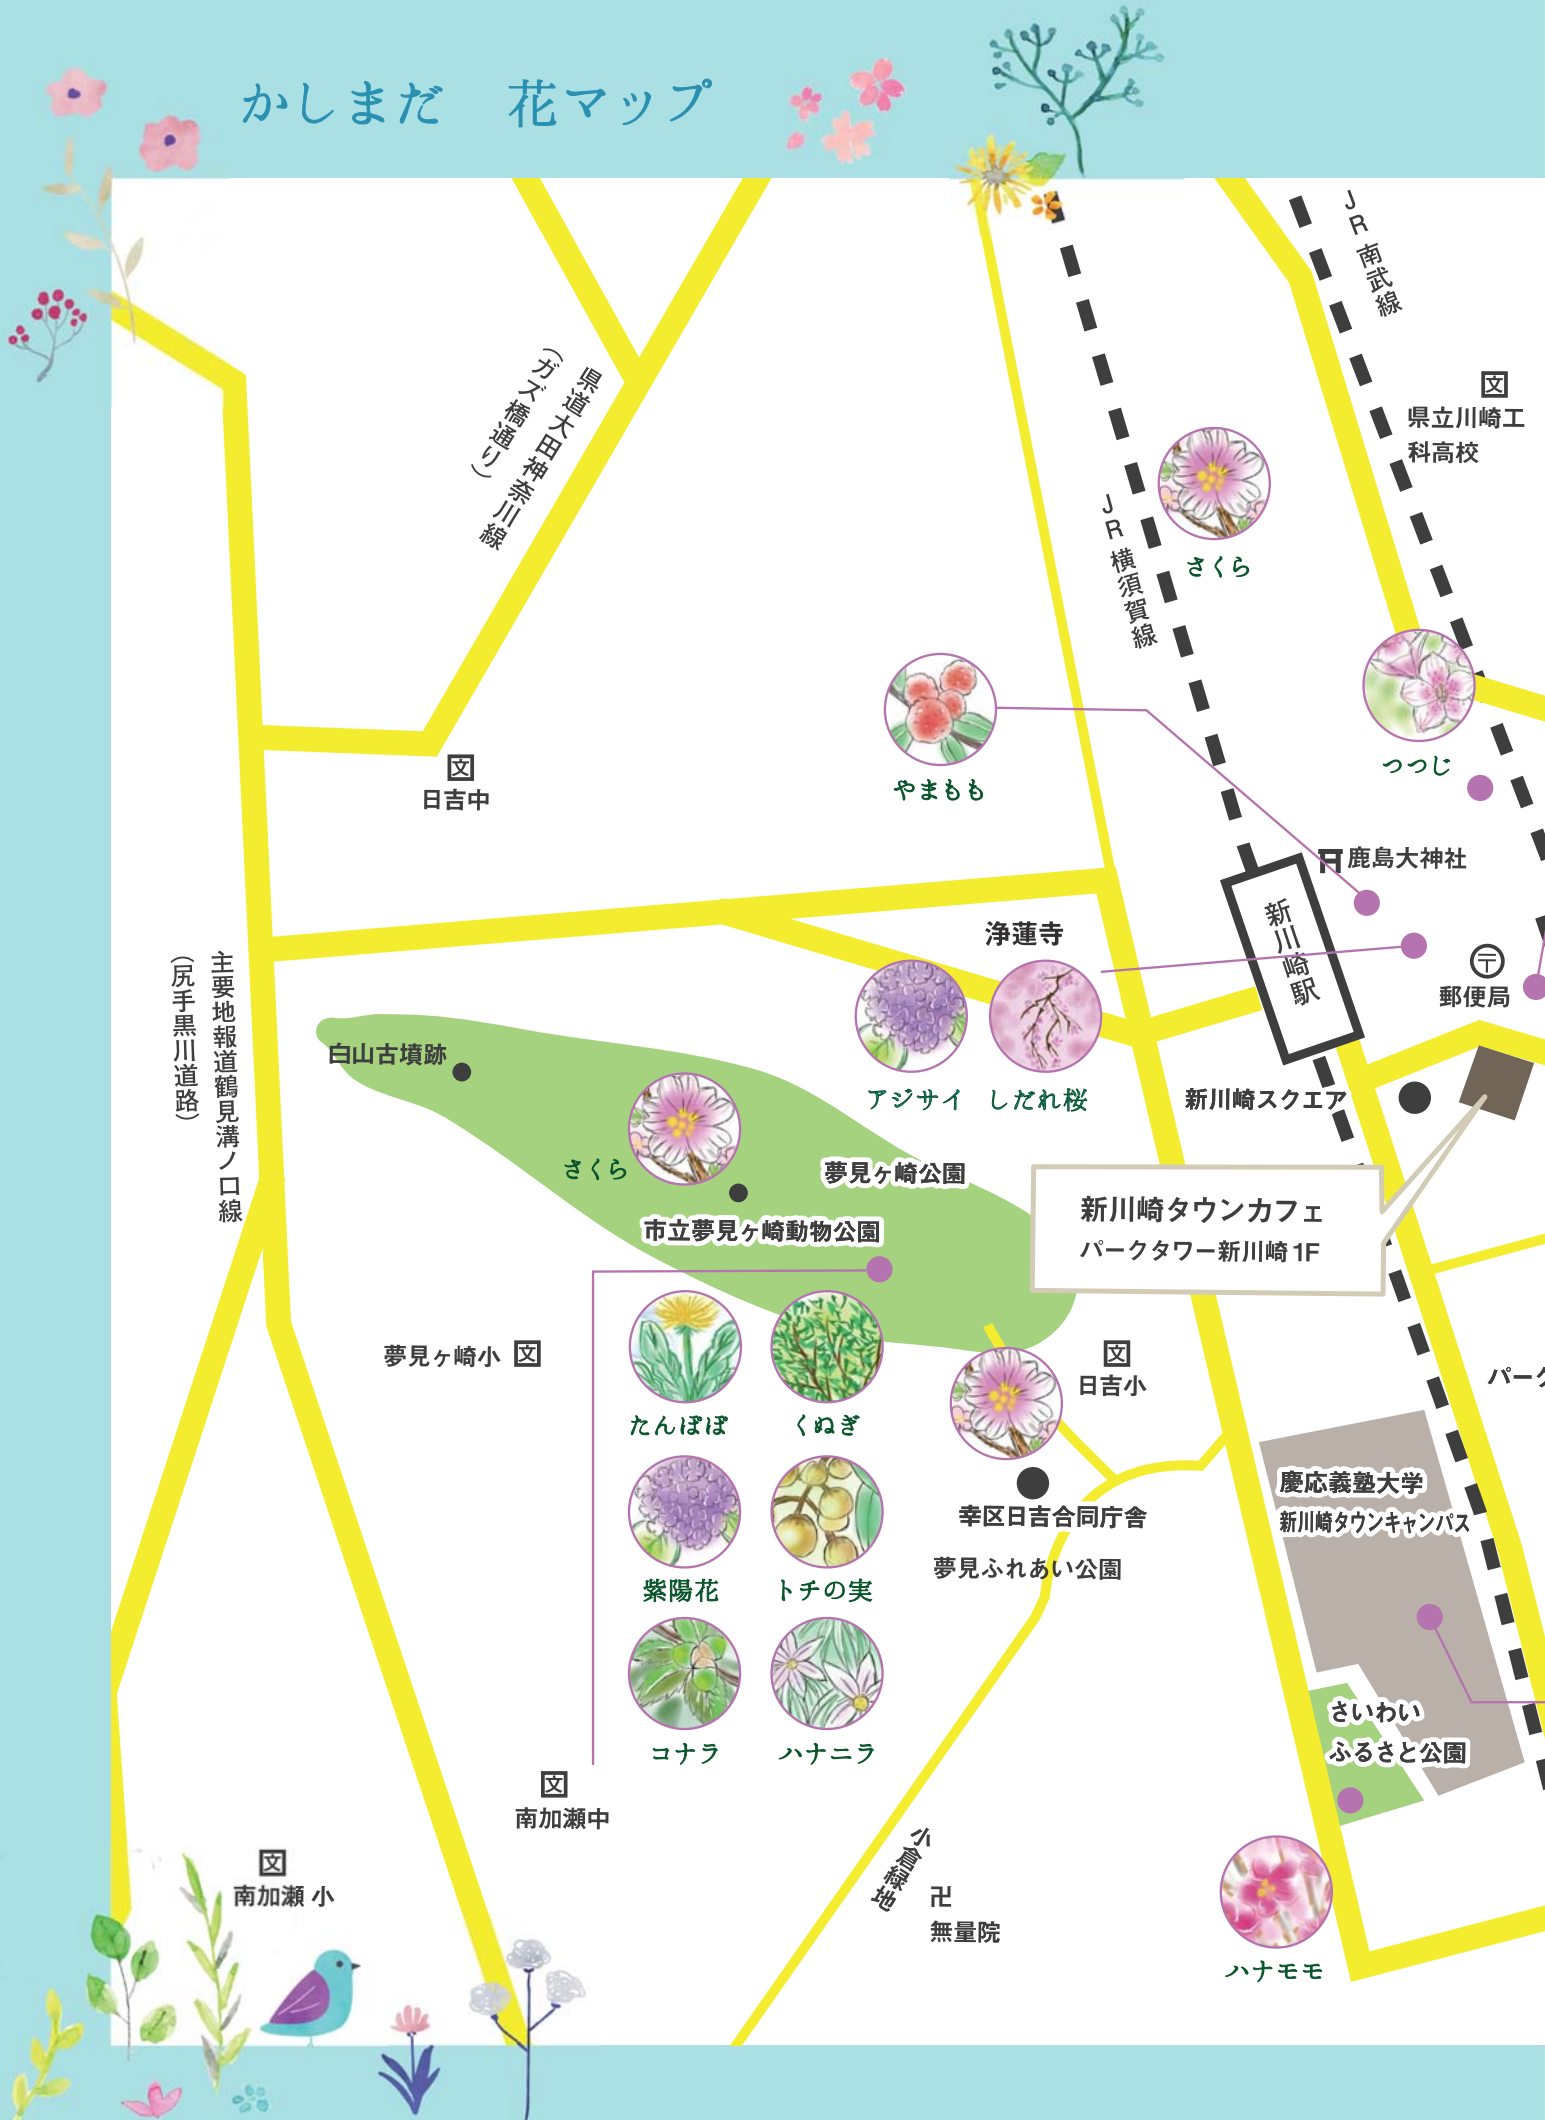 かしまだ　花マップ
JR南武線
文
県立川崎工
科高校
県道大田神奈川線
(ガズ橋通り)
JR横須賀線
さくら
つつじ
やまもも
文
日吉中
鹿島大神社
新川崎駅
浄蓮寺
郵便局
アジサイ
しだれ桜
主要地報道鶴見溝ノ口線
(尻手黒川道路)
白山古墳跡
新川崎スクエア
さくら
夢見ヶ崎公園
市立夢見ヶ崎動物公園
新川崎タウンカフェ
パークタワー新川崎1F
夢見ヶ崎小 文
文
日吉小
パーク
たんぽぽ
くぬぎ
慶応義塾大学
新川崎タウンキャンパス
幸区日吉合同庁舎
夢見ふれあい公園
紫陽花
トチの実
さいわい
ふるさと公園
コナラ
ハナニラ
文
南加瀬中
文
南加瀬 小
小倉緑地
卍
無量院
ハナモモ